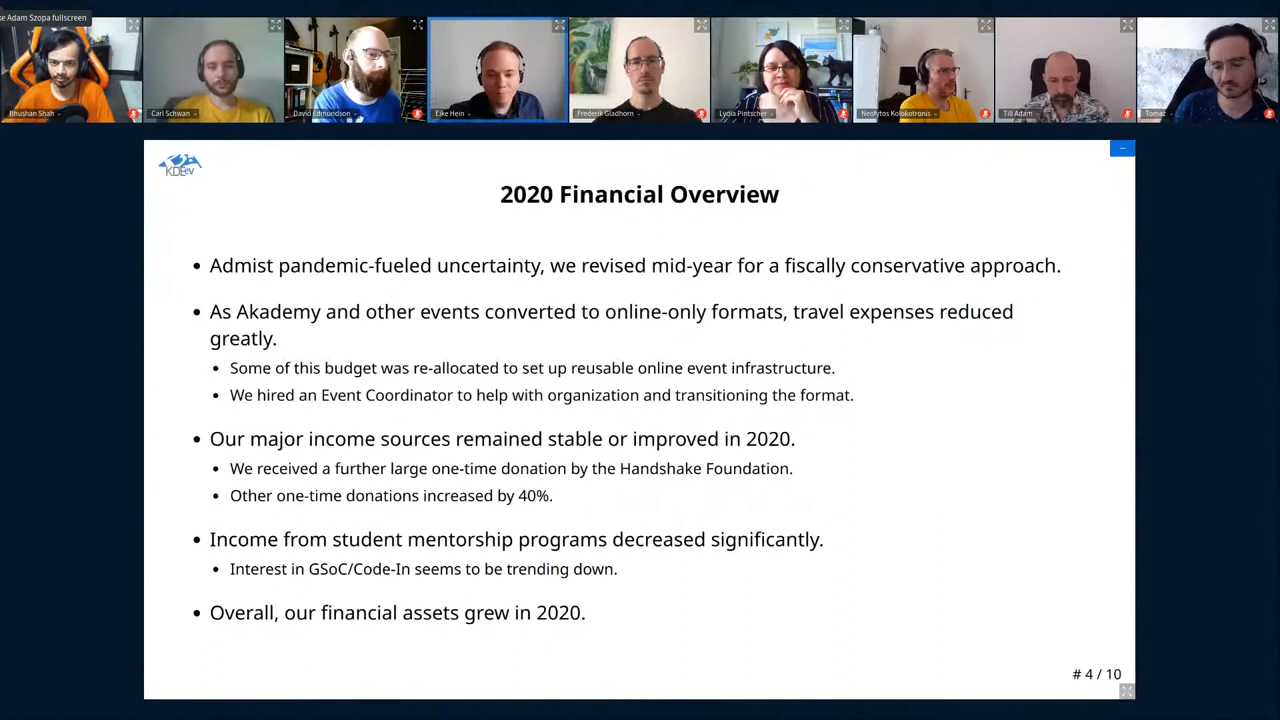 ke Adam Szopa fullscreen
Bhushan Shah
Carl Schwan
David Edmundson
Eike Hein
Frederik Gladhorn
Lydia Pintscher
Neofytos Kolokotronis
Till Adam
Tomaz
KDEeV
2020 Financial Overview
• Admist pandemic-fueled uncertainty, we revised mid-year for a fiscally conservative approach.
• As Akademy and other events converted to online-only formats, travel expenses reduced
greatly.
• Some of this budget was re-allocated to set up reusable online event infrastructure.
• We hired an Event Coordinator to help with organization and transitioning the format.
• Our major income sources remained stable or improved in 2020.
• We received a further large one-time donation by the Handshake Foundation.
• Other one-time donations increased by 40%.
• Income from student mentorship programs decreased significantly.
• Interest in GSoC/Code-In seems to be trending down.
• Overall, our financial assets grew in 2020.
# 4 / 10